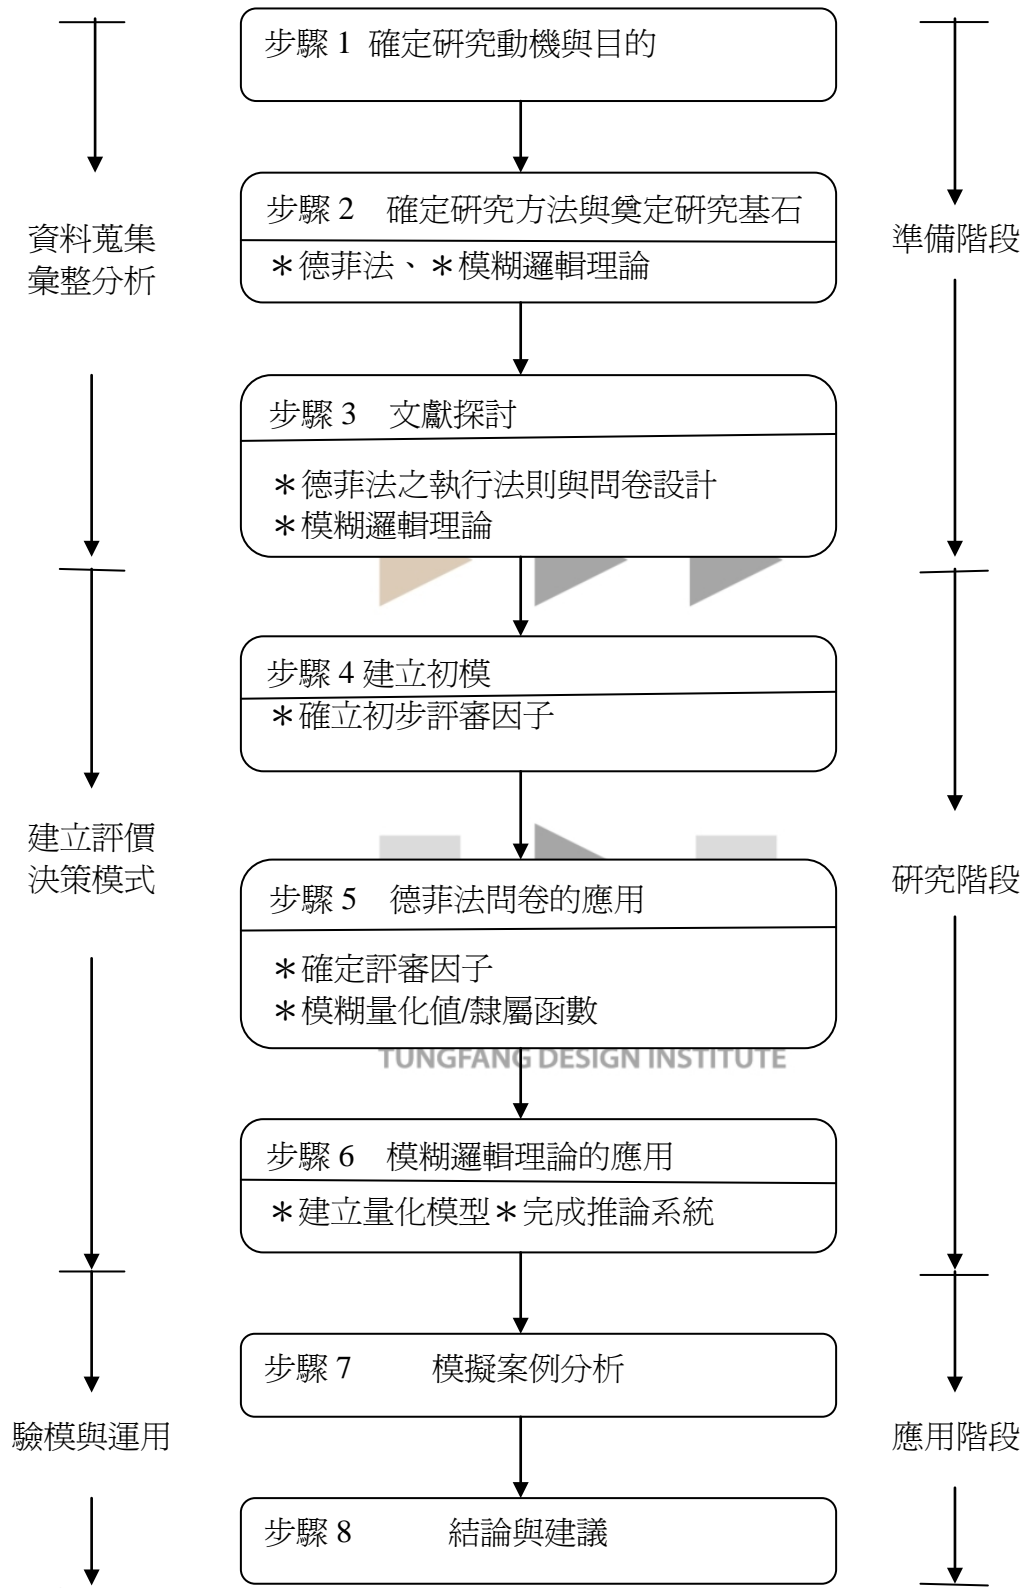 步驟 1 確定研究動機與目的
步驟 2 確定研究方法與奠定研究基石
＊德菲法、＊模糊邏輯理論
資料蒐集
彙整分析
準備階段
步驟 3 文獻探討
＊德菲法之執行法則與問卷設計
＊模糊邏輯理論
步驟 4 建立初模
＊確立初步評審因子
建立評價
決策模式
研究階段
步驟 5 德菲法問卷的應用
＊確定評審因子
＊模糊量化值/隸屬函數
TUNGFANG DESIGN INSTITUTE
步驟 6 模糊邏輯理論的應用
＊建立量化模型＊完成推論系統
步驟 7 模擬案例分析
驗模與運用
應用階段
步驟 8 結論與建議